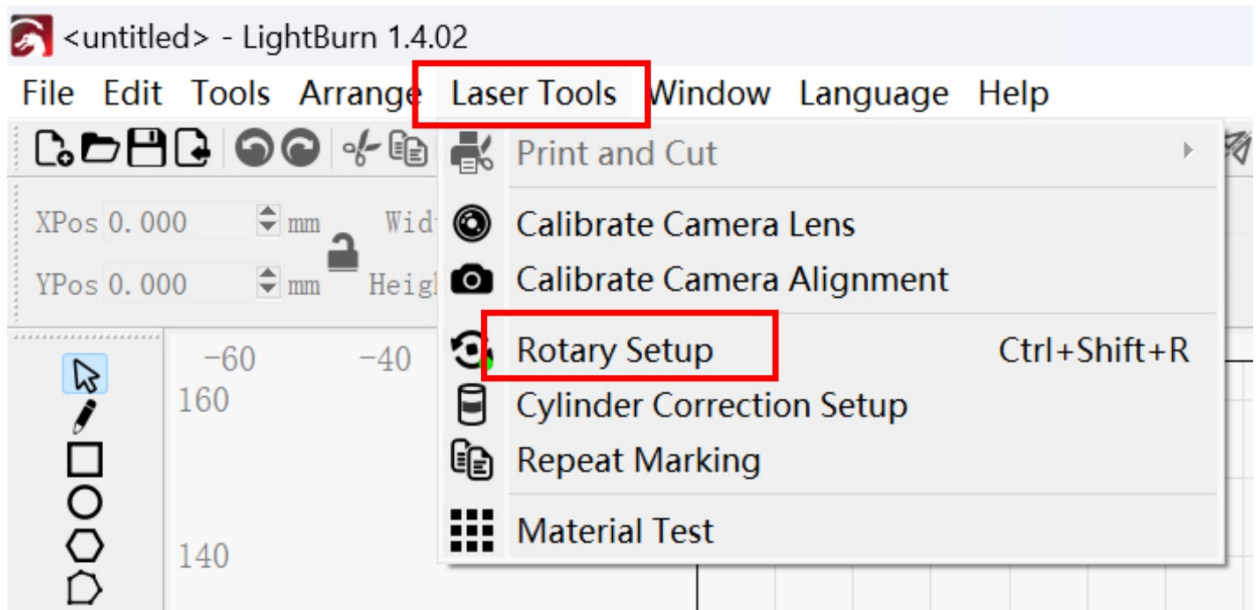 <untitled> - LightBurn 1.4.02
File Edit Tools Arrange Laser Tools Window Language Help
Print and Cut
XPos 0.000 mm
Calibrate Camera Lens
YPos 0.000 mm
Calibrate Camera Alignment
-60 -40
Rotary Setup Ctrl+Shift+R
160
Cylinder Correction Setup
Repeat Marking
Material Test
140